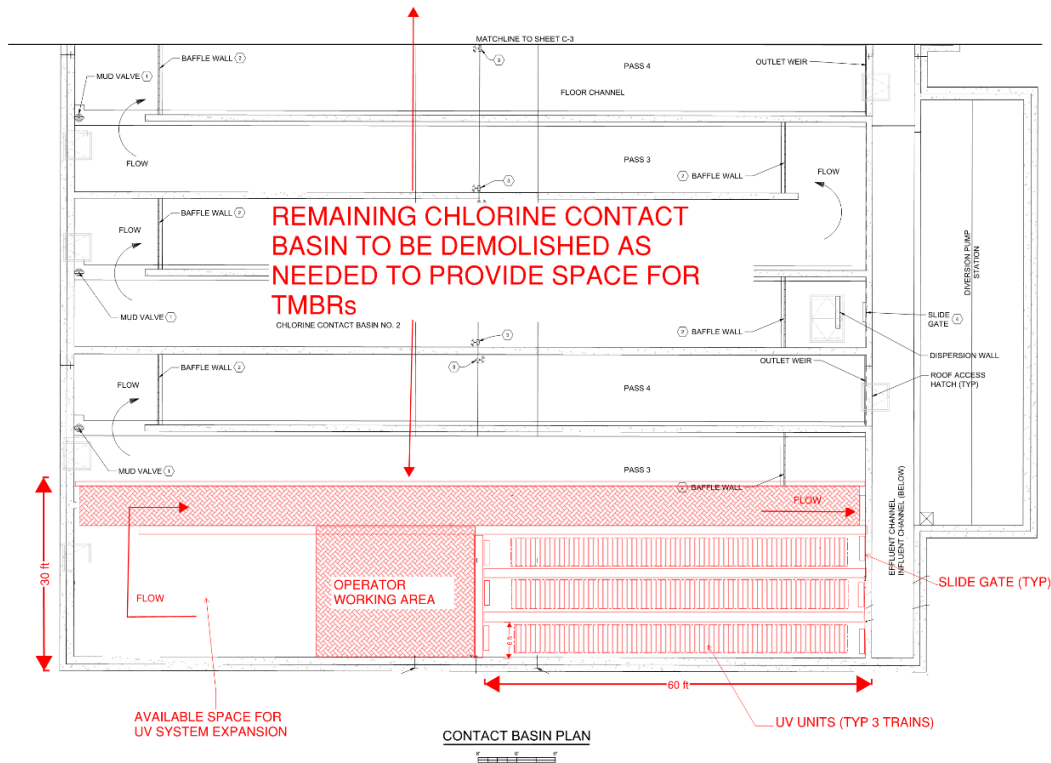 MATCHLINE TO SHEET C-3
BAFFLE WALL 2
3
PASS 4
OUTLET WEIR
MUD VALVE 1
FLOOR CHANNEL
FLOW
PASS 3
2 BAFFLE WALL
FLOW
3
BAFFLE WALL 2
FLOW
REMAINING CHLORINE CONTACT
BASIN TO BE DEMOLISHED AS
NEEDED TO PROVIDE SPACE FOR
TMBRs
CHLORINE CONTACT BASIN NO. 2
DIVERSION PUMP
STATION
MUD VALVE 1
3
2 BAFFLE WALL
SLIDE
GATE 4
DISPERSION WALL
BAFFLE WALL 2
OUTLET WEIR
ROOF ACCESS
HATCH (TYP)
FLOW
PASS 4
MUD VALVE
PASS 3
BAFFLE WALL
FLOW
EFFLUENT CHANNEL
INFLUENT CHANNEL (BELOW)
30 ft
OPERATOR
WORKING AREA
FLOW
SLIDE GATE (TYP)
6 ft
60 ft
AVAILABLE SPACE FOR
UV SYSTEM EXPANSION
UV UNITS (TYP 3 TRAINS)
CONTACT BASIN PLAN